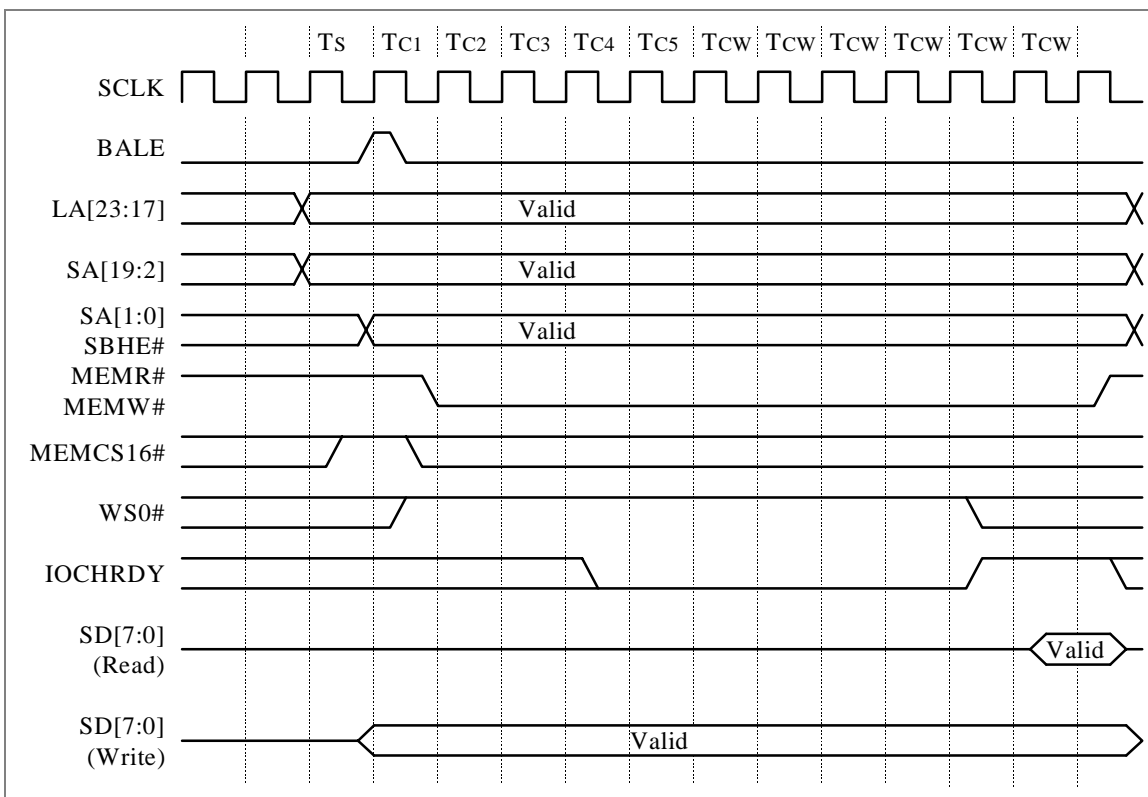 Ts TC1 TC2 TC3 TC4 TC5 TCW TCW TCW TCW TCW TCW
SCLK
BALE
LA[23:17] Valid
SA[19:2] Valid
SA[1:0]
SBHE# Valid
MEMR#
MEMW#
MEMCS16#
WS0#
IOCHRDY
SD[7:0]
(Read) Valid
SD[7:0]
(Write) Valid